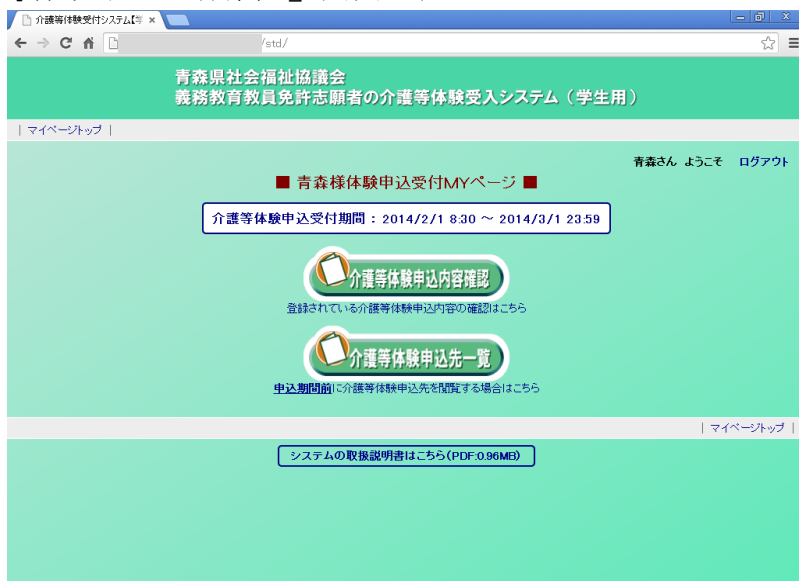 介護等体験受付システム【学
/std/
青森県社会福祉協議会
義務教育教員免許志願者の介護等体験受入システム（学生用）
| マイページトップ |
青森さん ようこそ ログアウト
■ 青森様体験申込受付MYページ ■
介護等体験申込受付期間：2014/2/1 8:30 ～ 2014/3/1 23:59
介護等体験申込内容確認
登録されている介護等体験申込内容の確認はこちら
介護等体験申込先一覧
申込期間前に介護等体験申込先を閲覧する場合はこちら
| マイページトップ |
システムの取扱説明書はこちら(PDF:0.96MB)